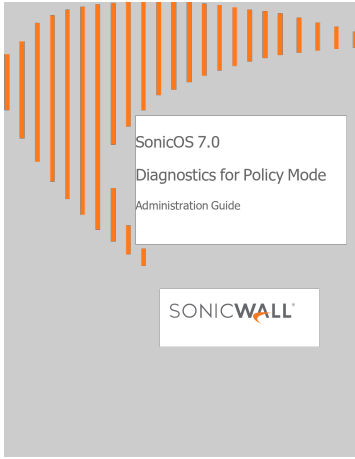 SonicOS 7.0
Diagnostics for Policy Mode
Administration Guide
SONICWALL®